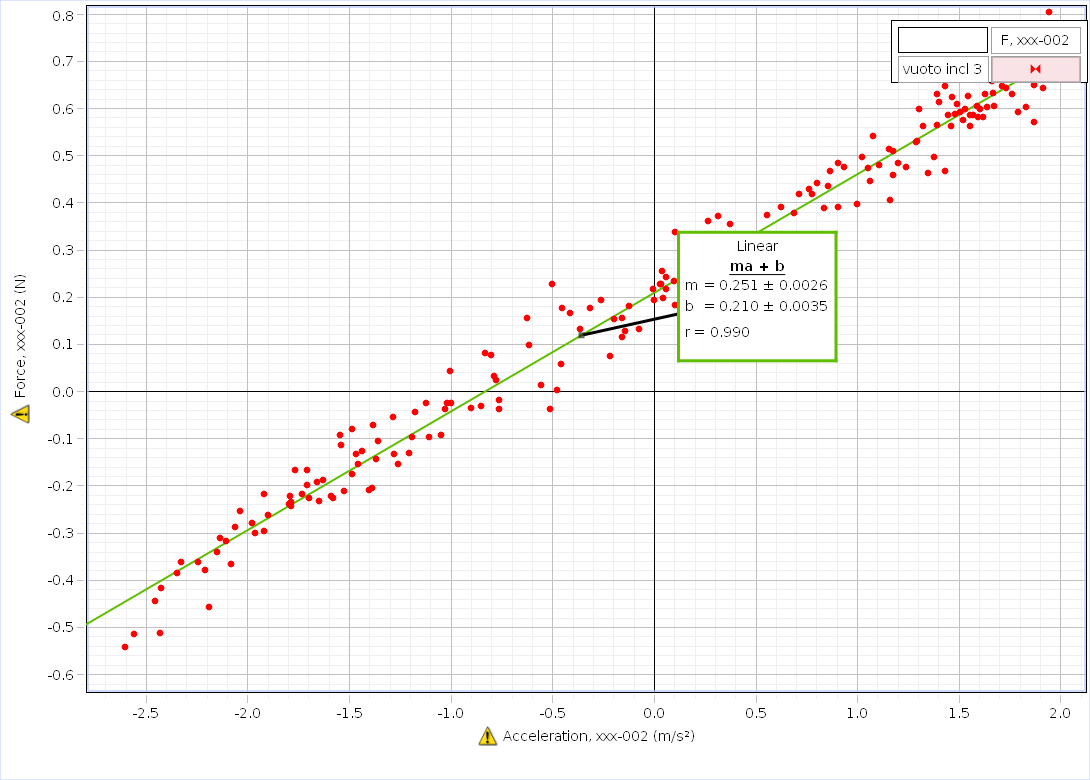 0.8
0.7
0.6
0.5
0.4
0.3
0.2
0.1
0.0
-0.1
-0.2
-0.3
-0.4
-0.5
-0.6
Force, xxx-002 (N)
F, xxx-002
vuoto incl 3
Linear
ma + b
m = 0.251 ± 0.0026
b = 0.210 ± 0.0035
r = 0.990
-2.5 -2.0 -1.5 -1.0 -0.5 0.0 0.5 1.0 1.5 2.0
Acceleration, xxx-002 (m/s²)